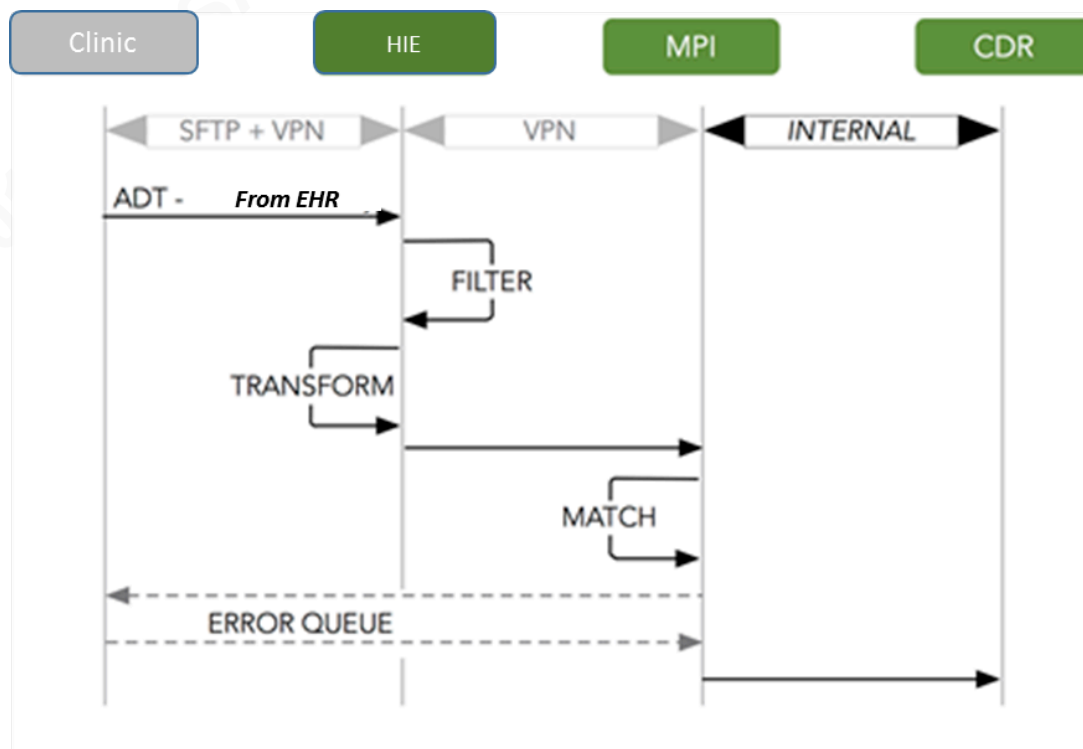 Clinic
HIE
MPI
CDR
SFTP + VPN
VPN
INTERNAL
ADT - From EHR
FILTER
TRANSFORM
MATCH
ERROR QUEUE